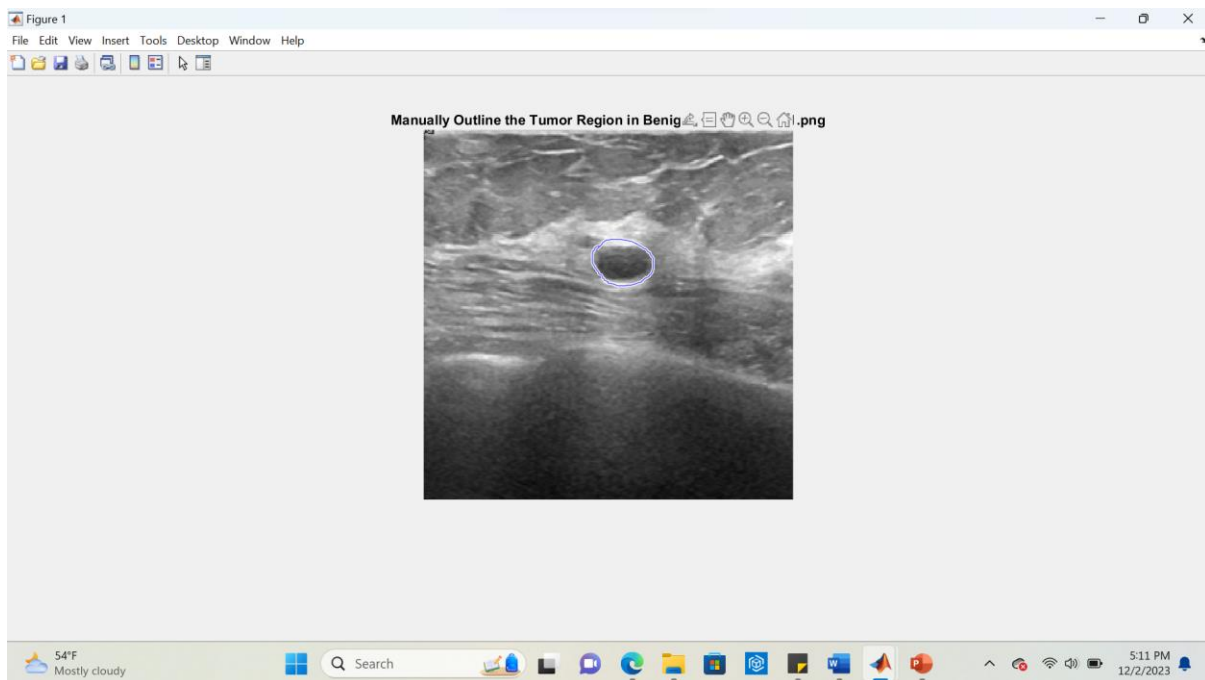 Figure 1
File Edit View Insert Tools Desktop Window Help
Manually Outline the Tumor Region in Benig .png
54°F
Mostly cloudy
Search
5:11 PM
12/2/2023